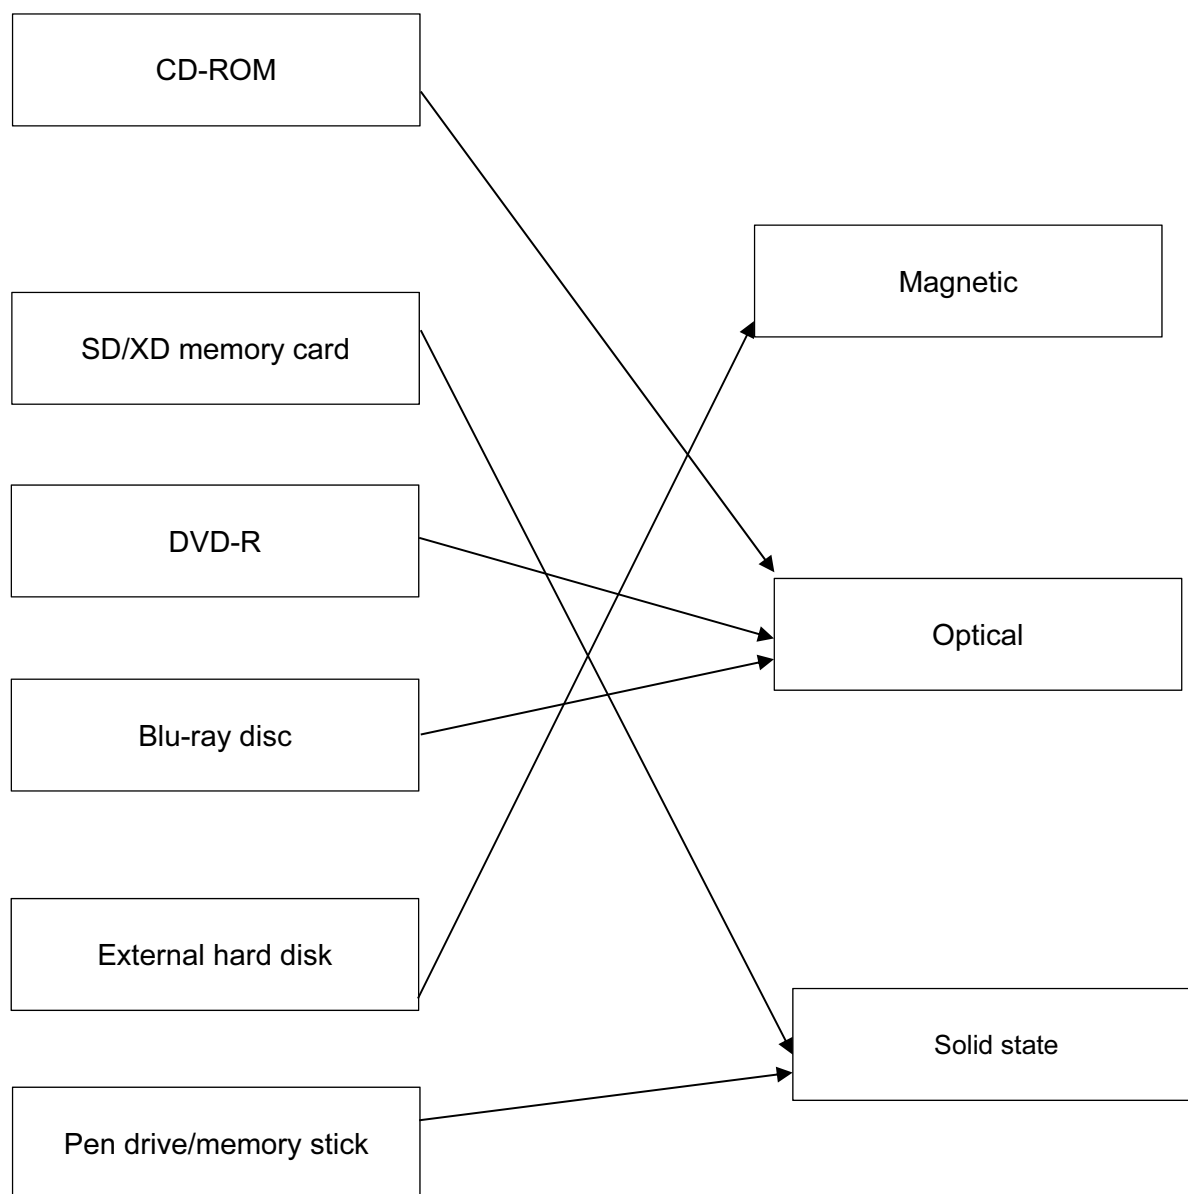 CD-ROM
Magnetic
SD/XD memory card
DVD-R
Optical
Blu-ray disc
External hard disk
Solid state
Pen drive/memory stick